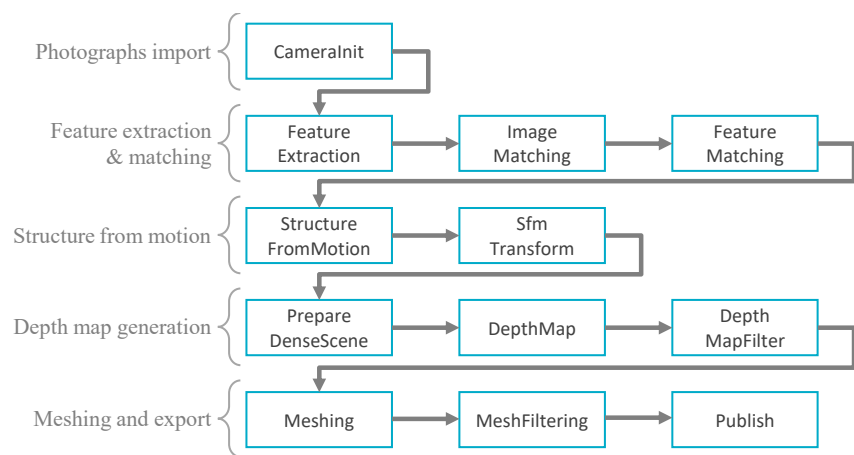 Photographs import
CameraInit
Feature extraction
& matching
Feature
Extraction
Image
Matching
Feature
Matching
Structure from motion
Structure
FromMotion
Sfm
Transform
Depth map generation
Prepare
DenseScene
DepthMap
Depth
MapFilter
Meshing and export
Meshing
MeshFiltering
Publish